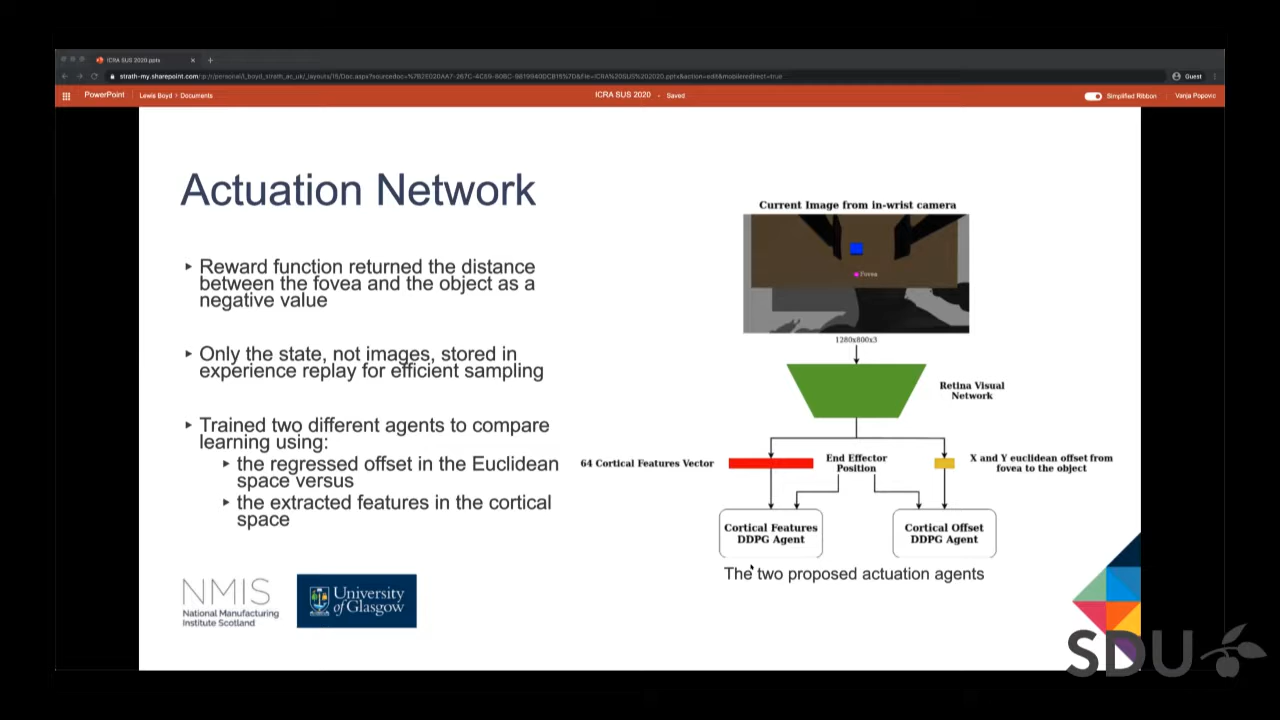 ICRA SUS 2020.pptx
Guest
PowerPoint
Lewis Boyd > Documents
ICRA SUS 2020 - Saved
Simplified Ribbon
Vanja Popovic
Actuation Network
Reward function returned the distance
between the fovea and the object as a
negative value
Only the state, not images, stored in
experience replay for efficient sampling
Trained two different agents to compare
learning using:
the regressed offset in the Euclidean
space versus
the extracted features in the cortical
space
NMIS
National Manufacturing
Institute Scotland
University
of Glasgow
Current Image from in-wrist camera
Fovea
1280x800x3
Retina Visual
Network
64 Cortical Features Vector
End Effector
Position
X and Y euclidean offset from
fovea to the object
Cortical Features
DDPG Agent
Cortical Offset
DDPG Agent
The two proposed actuation agents
SDU